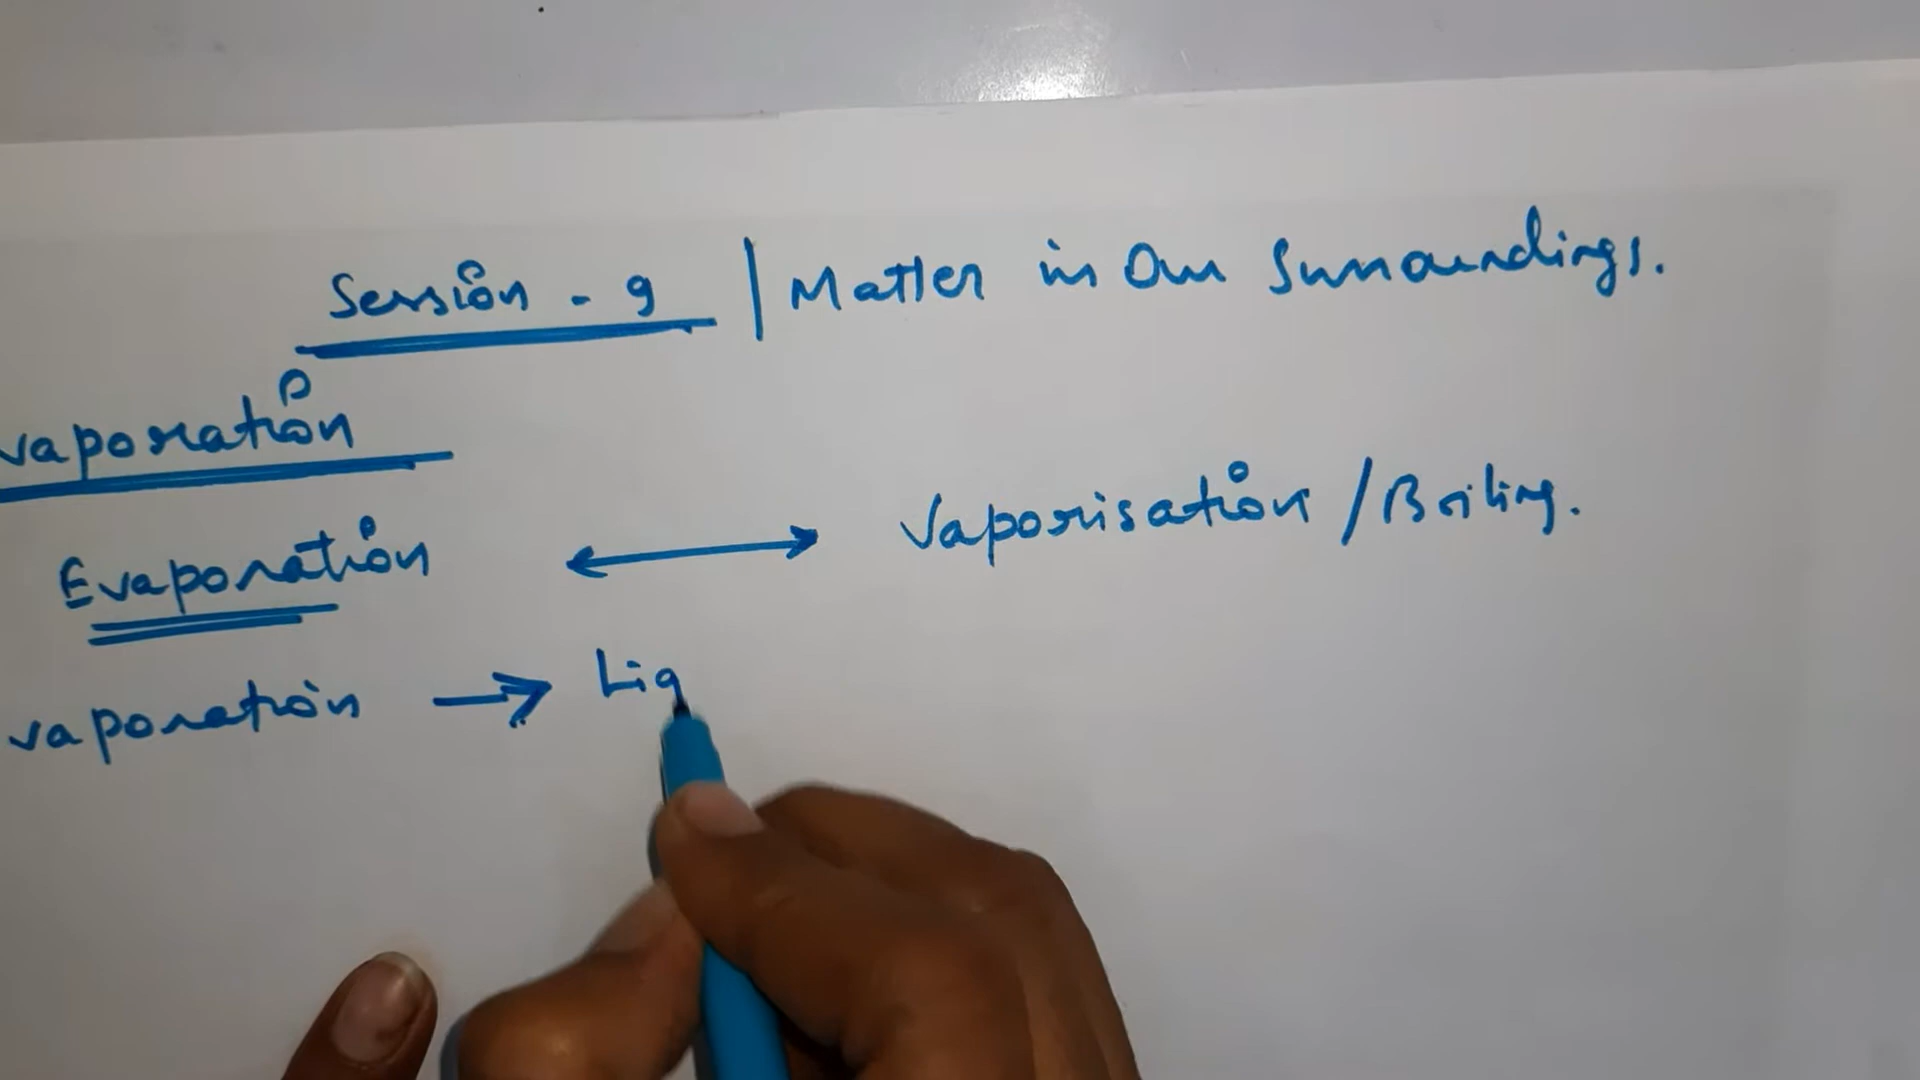 Session - 9 | Matter in Our Surroundings.
vaporation
Evaporation ↔ Vaporisation / Boiling.
vaporation → Liq